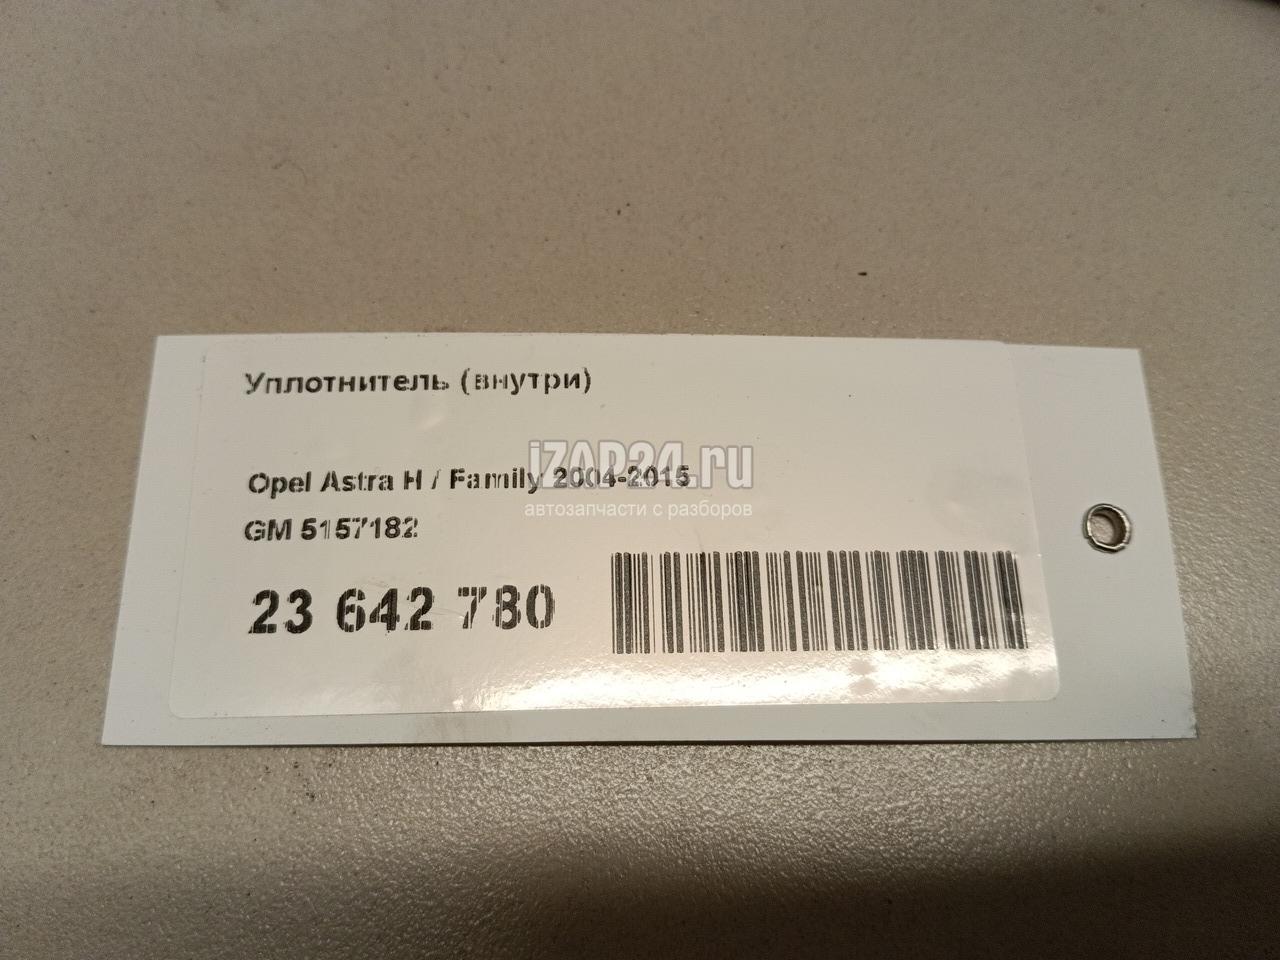 Уплотнитель (внутри)
iZAP24.ru
Opel Astra H / Family 2004-2015
автозапчасти с разборов
GM 5157182
23 642 780